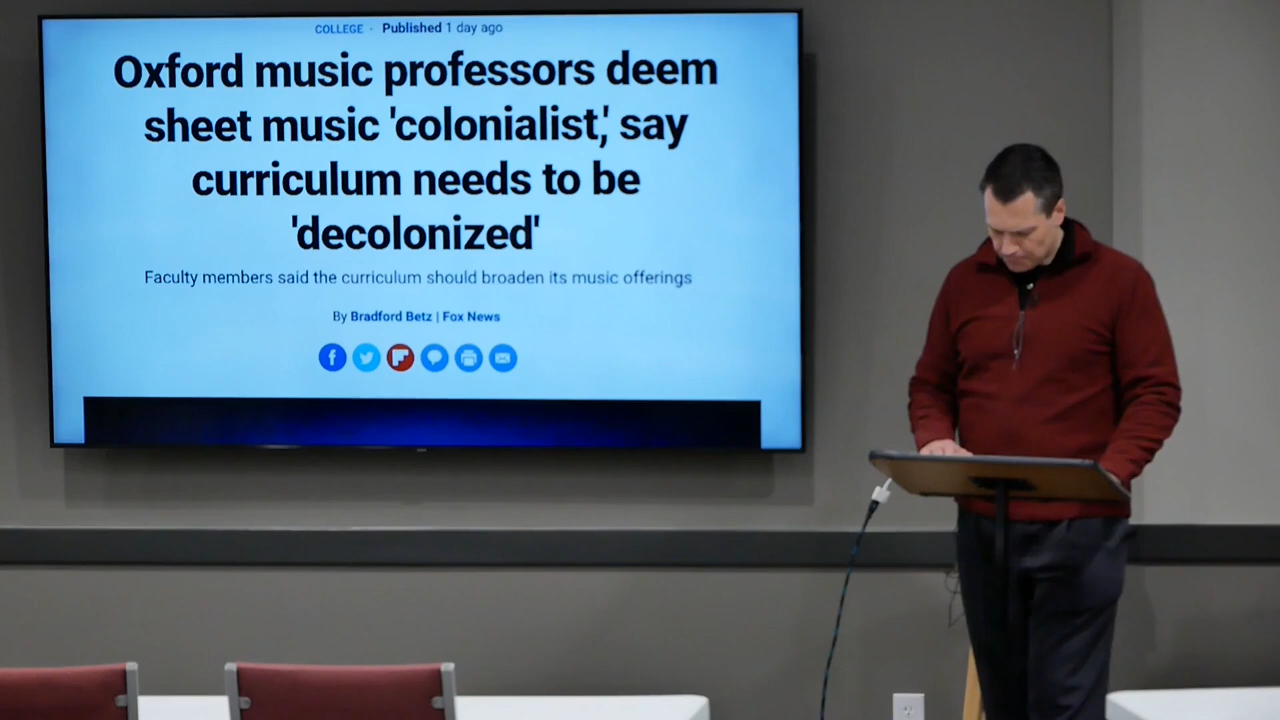 COLLEGE · Published 1 day ago
Oxford music professors deem
sheet music 'colonialist,' say
curriculum needs to be
'decolonized'
Faculty members said the curriculum should broaden its music offerings
By Bradford Betz | Fox News